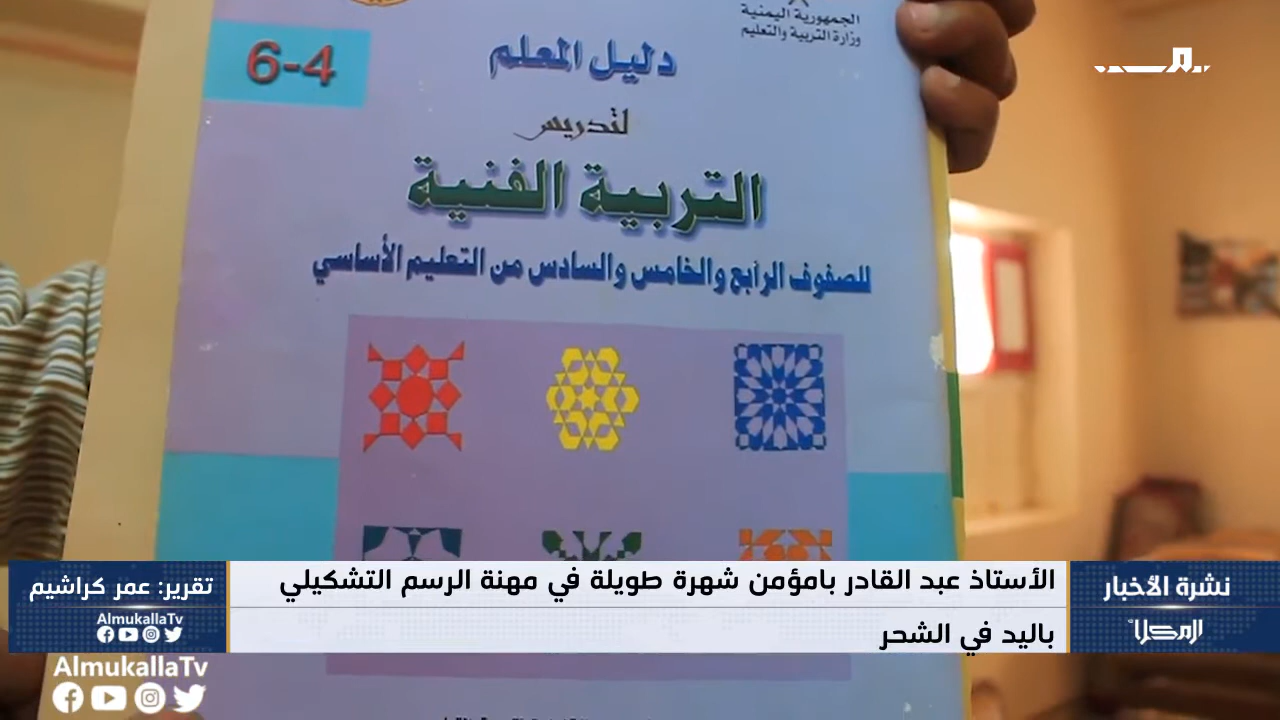 الجمهورية اليمنية
وزارة التربية والتعليم
6-4
دليل المعلم
لتدريس
التربية الفنية
للصفوف الرابع والخامس والسادس من التعليم الأساسي
نشرة الأخبار
المكلا
الأستاذ عبد القادر بامؤمن شهرة طويلة في مهنة الرسم التشكيلي
باليد في الشحر
تقرير: عمر كراشيم
AlmukallaTv
AlmukallaTv